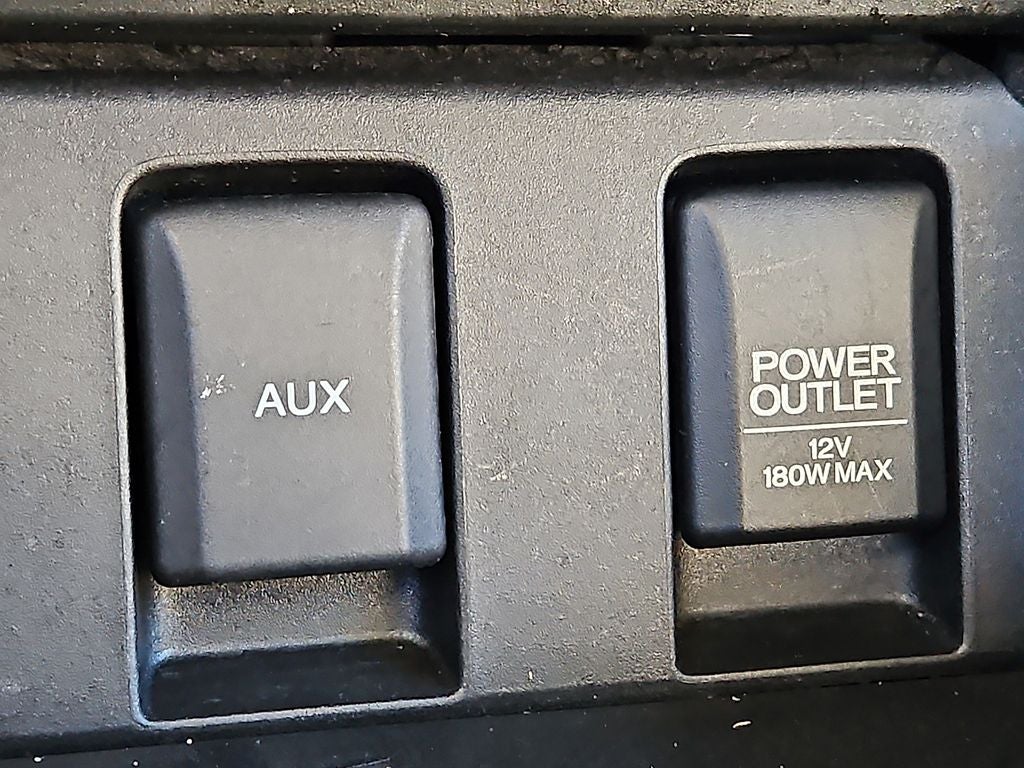 AUX
POWER
OUTLET
12V
180W MAX